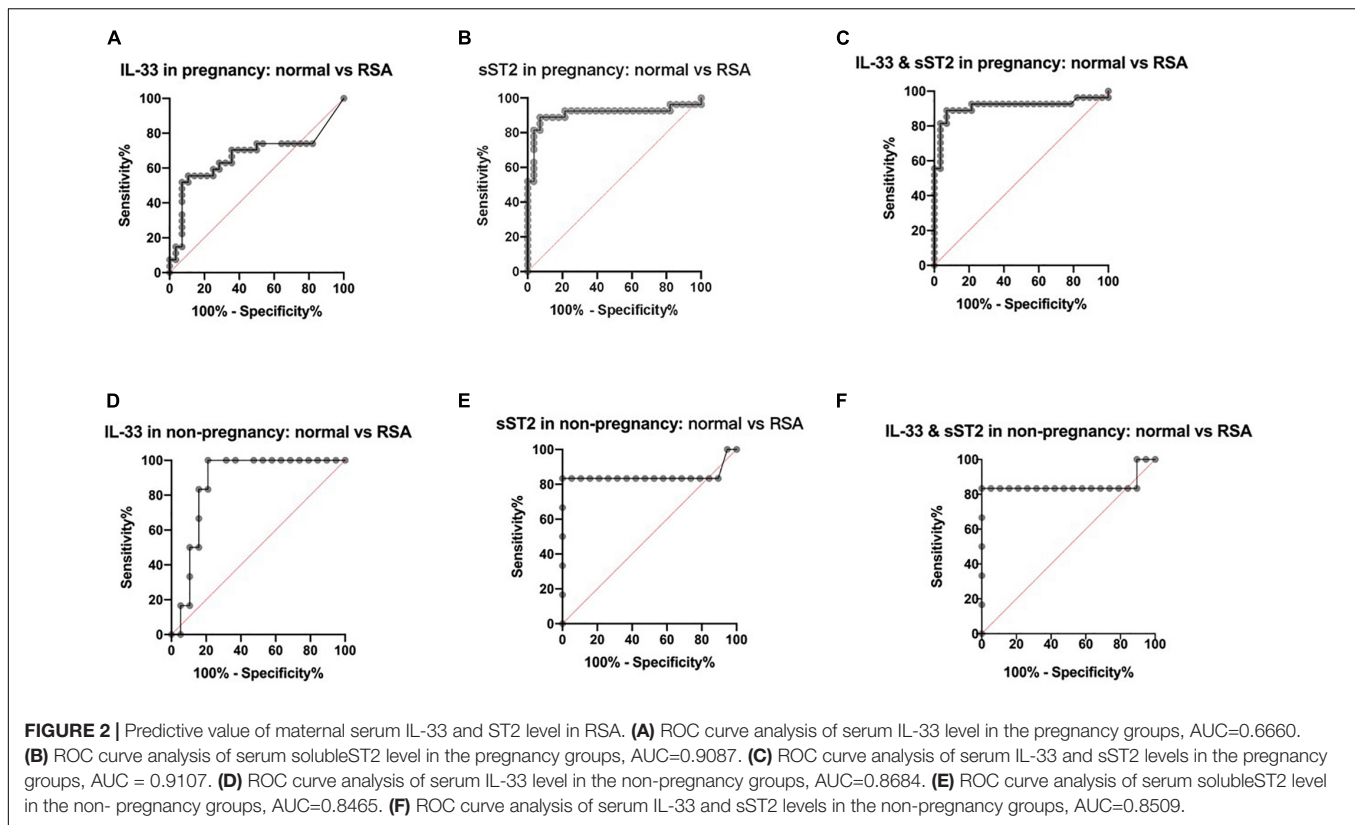 A
IL-33 in pregnancy: normal vs RSA
100
80
60
40
20
0
Sensitivity%
0 20 40 60 80 100
100% - Specificity%
B
sST2 in pregnancy: normal vs RSA
100
80
60
40
20
0
Sensitivity%
0 20 40 60 80 100
100% - Specificity%
C
IL-33 & sST2 in pregnancy: normal vs RSA
100
80
60
40
20
0
Sensitivity%
0 20 40 60 80 100
100% - Specificity%
D
IL-33 in non-pregnancy: normal vs RSA
100
80
60
40
20
0
Sensitivity%
0 20 40 60 80 100
100% - Specificity%
E
sST2 in non-pregnancy: normal vs RSA
100
80
60
40
20
0
Sensitivity%
0 20 40 60 80 100
100% - Specificity%
F
IL-33 & sST2 in non-pregnancy: normal vs RSA
100
80
60
40
20
0
Sensitivity%
0 20 40 60 80 100
100% - Specificity%
FIGURE 2 | Predictive value of maternal serum IL-33 and ST2 level in RSA. (A) ROC curve analysis of serum IL-33 level in the pregnancy groups, AUC=0.6660.
(B) ROC curve analysis of serum solubleST2 level in the pregnancy groups, AUC=0.9087. (C) ROC curve analysis of serum IL-33 and sST2 levels in the pregnancy
groups, AUC = 0.9107. (D) ROC curve analysis of serum IL-33 level in the non-pregnancy groups, AUC=0.8684. (E) ROC curve analysis of serum solubleST2 level
in the non- pregnancy groups, AUC=0.8465. (F) ROC curve analysis of serum IL-33 and sST2 levels in the non-pregnancy groups, AUC=0.8509.